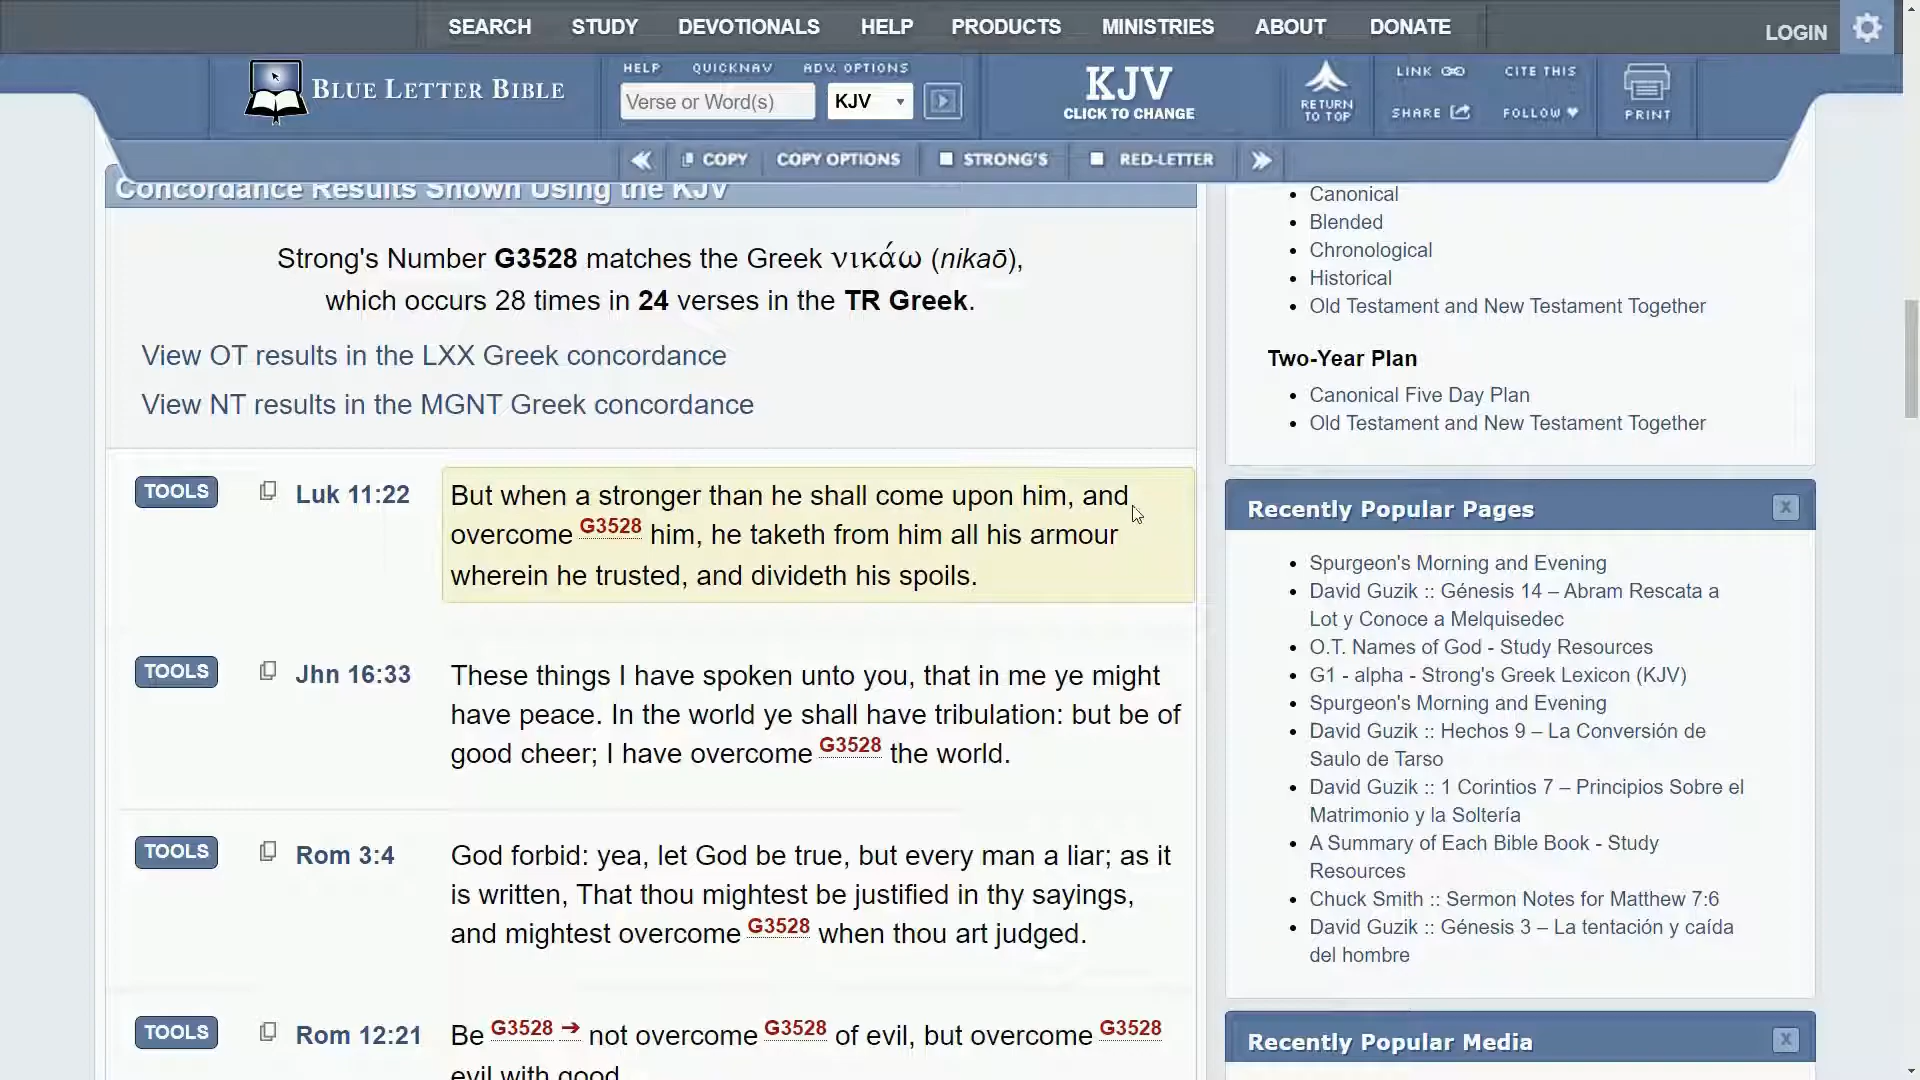 SEARCH STUDY DEVOTIONALS HELP PRODUCTS MINISTRIES ABOUT DONATE LOGIN
BLUE LETTER BIBLE
HELP QUICKNAV ADV. OPTIONS
Verse or Word(s) KJV
KJV
CLICK TO CHANGE
RETURN
TO TOP
LINK CITE THIS
SHARE FOLLOW
PRINT
COPY COPY OPTIONS STRONG'S RED-LETTER
Concordance Results Shown Using the KJV
Strong's Number G3528 matches the Greek νικάω (nikaō),
which occurs 28 times in 24 verses in the TR Greek.
View OT results in the LXX Greek concordance
View NT results in the MGNT Greek concordance
TOOLS Luk 11:22 But when a stronger than he shall come upon him, and
overcome G3528 him, he taketh from him all his armour
wherein he trusted, and divideth his spoils.
TOOLS Jhn 16:33 These things I have spoken unto you, that in me ye might
have peace. In the world ye shall have tribulation: but be of
good cheer; I have overcome G3528 the world.
TOOLS Rom 3:4 God forbid: yea, let God be true, but every man a liar; as it
is written, That thou mightest be justified in thy sayings,
and mightest overcome G3528 when thou art judged.
TOOLS Rom 12:21 Be G3528 ➔ not overcome G3528 of evil, but overcome G3528
evil with good.
Canonical
Blended
Chronological
Historical
Old Testament and New Testament Together
Two-Year Plan
Canonical Five Day Plan
Old Testament and New Testament Together
Recently Popular Pages x
Spurgeon's Morning and Evening
David Guzik :: Génesis 14 – Abram Rescata a
Lot y Conoce a Melquisedec
O.T. Names of God - Study Resources
G1 - alpha - Strong's Greek Lexicon (KJV)
Spurgeon's Morning and Evening
David Guzik :: Hechos 9 – La Conversión de
Saulo de Tarso
David Guzik :: 1 Corintios 7 – Principios Sobre el
Matrimonio y la Soltería
A Summary of Each Bible Book - Study
Resources
Chuck Smith :: Sermon Notes for Matthew 7:6
David Guzik :: Génesis 3 – La tentación y caída
del hombre
Recently Popular Media x